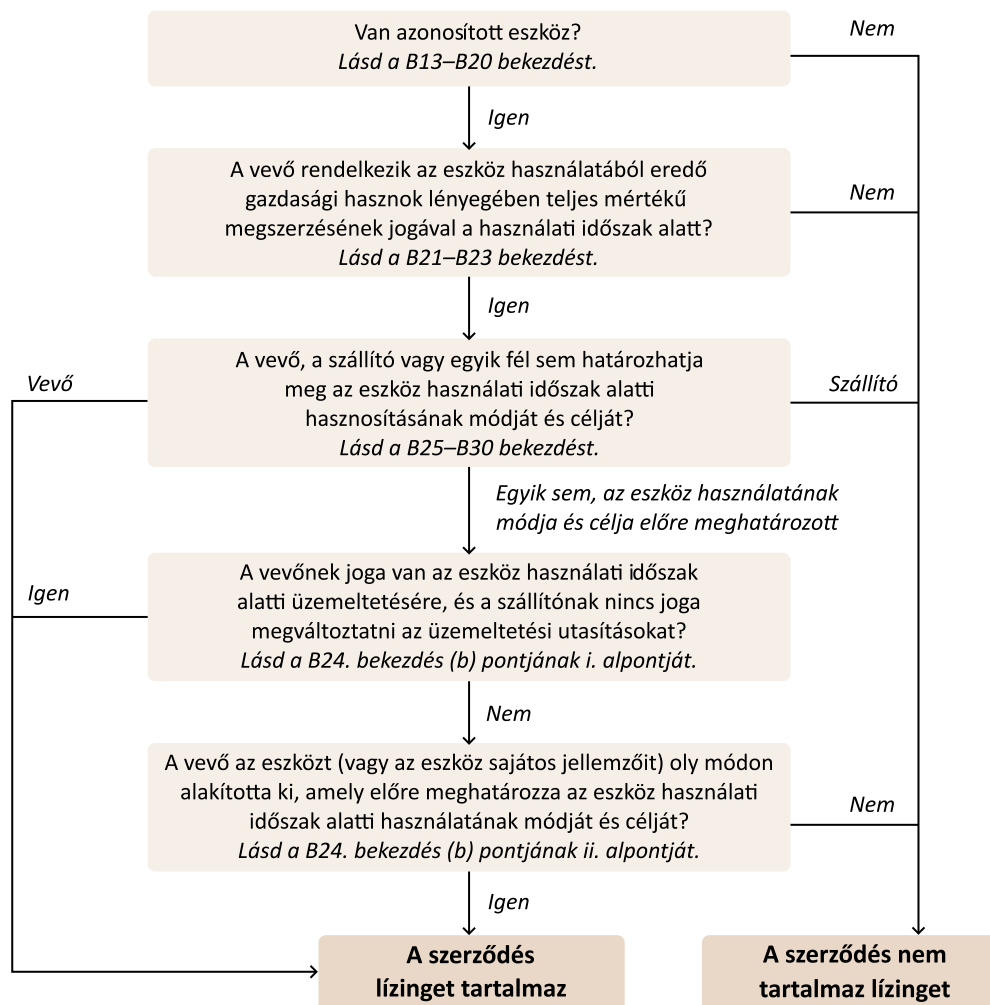 Van azonosított eszköz?
Lásd a B13–B20 bekezdést.
Nem
Igen
A vevő rendelkezik az eszköz használatából eredő
gazdasági hasznok lényegében teljes mértékű
megszerzésének jogával a használati időszak alatt?
Lásd a B21–B23 bekezdést.
Nem
Igen
A vevő, a szállító vagy egyik fél sem határozhatja
meg az eszköz használati időszak alatti
hasznosításának módját és célját?
Lásd a B25–B30 bekezdést.
Vevő
Szállító
Egyik sem, az eszköz használatának
módja és célja előre meghatározott
A vevőnek joga van az eszköz használati időszak
alatti üzemeltetésére, és a szállítónak nincs joga
megváltoztatni az üzemeltetési utasításokat?
Lásd a B24. bekezdés (b) pontjának i. alpontját.
Igen
Nem
A vevő az eszközt (vagy az eszköz sajátos jellemzőit) oly módon
alakította ki, amely előre meghatározza az eszköz használati
időszak alatti használatának módját és célját?
Lásd a B24. bekezdés (b) pontjának ii. alpontját.
Nem
Igen
A szerződés
lízinget tartalmaz
A szerződés nem
tartalmaz lízinget